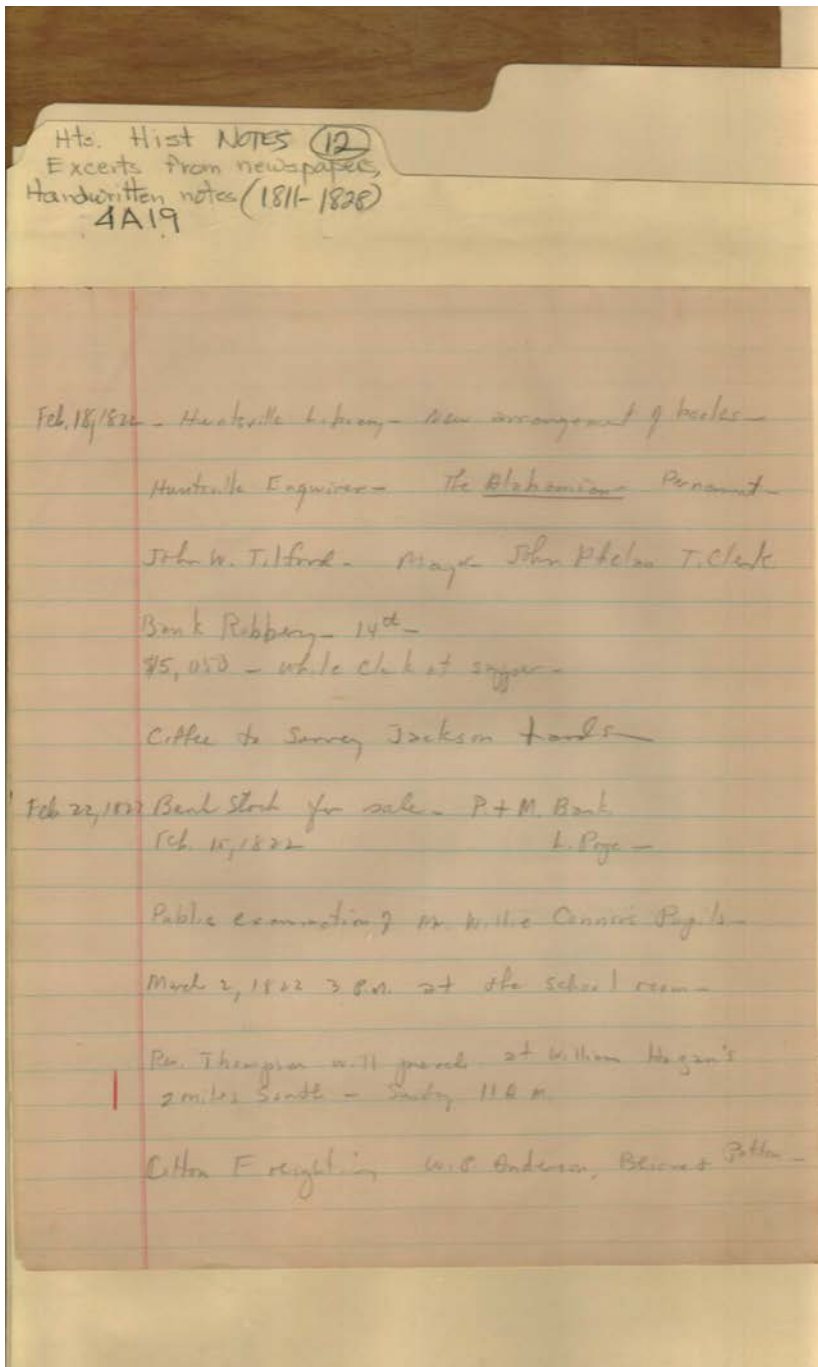 Hts. Hist NOTES (12)
Excerts from newspapers,
Handwritten notes (1811-1828)
4A19
Feb. 18, 1822 - Huntsville Library - New arrangement of books -
Huntsville Enquirer - The Alabamian -
John W. Tilford - Mayor John Phelan T. Clerk
Bank Robbery - 14th -
$5,050 - while clerk at supper -
Coffee to Survey Jackson lands -
Feb 22, 1822 Bank Stock for sale - P + M. Bank
Feb. 15, 1822 L. Pope -
Public examination of Mr. Willie Conner's Pupils -
March 2, 1822 3 P.M. at the school room -
Rev. Thompson will preach at William Hogan's
2 miles South - Sunday 11 A M.
Cotton Freighting W. P. Anderson, Beirne + Patton -